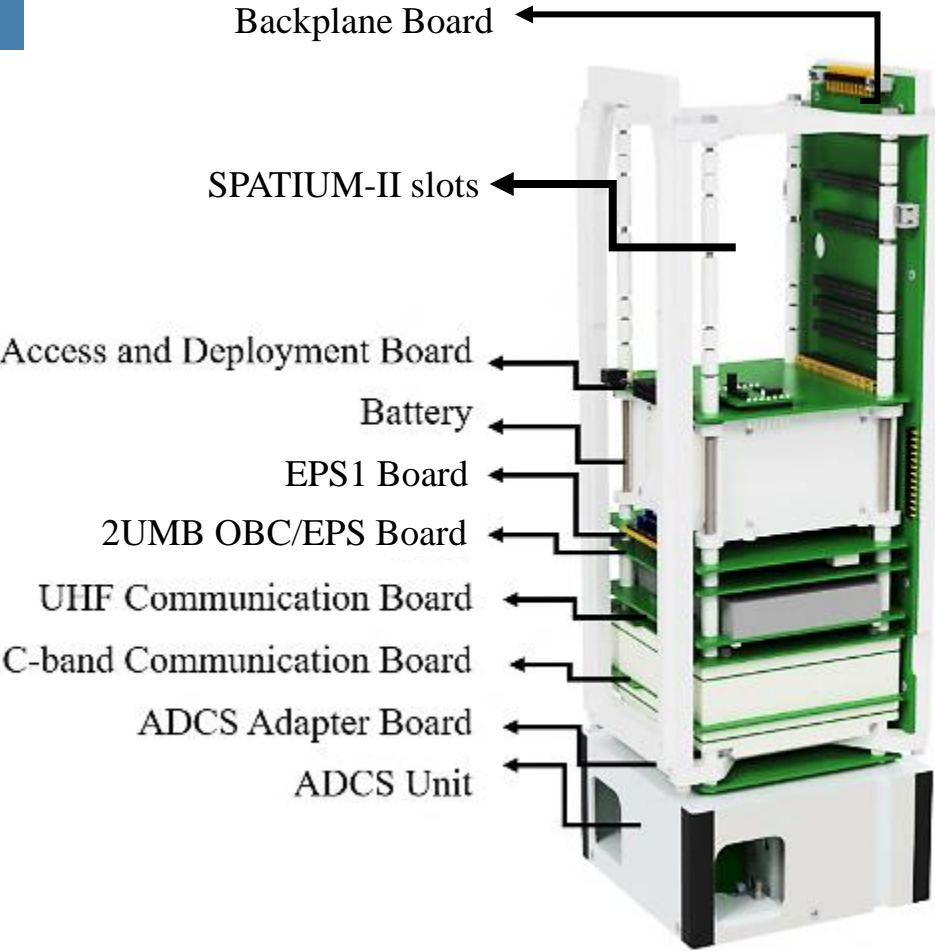 Backplane Board
SPATIUM-II slots
Access and Deployment Board
Battery
EPS1 Board
2UMB OBC/EPS Board
UHF Communication Board
C-band Communication Board
ADCS Adapter Board
ADCS Unit